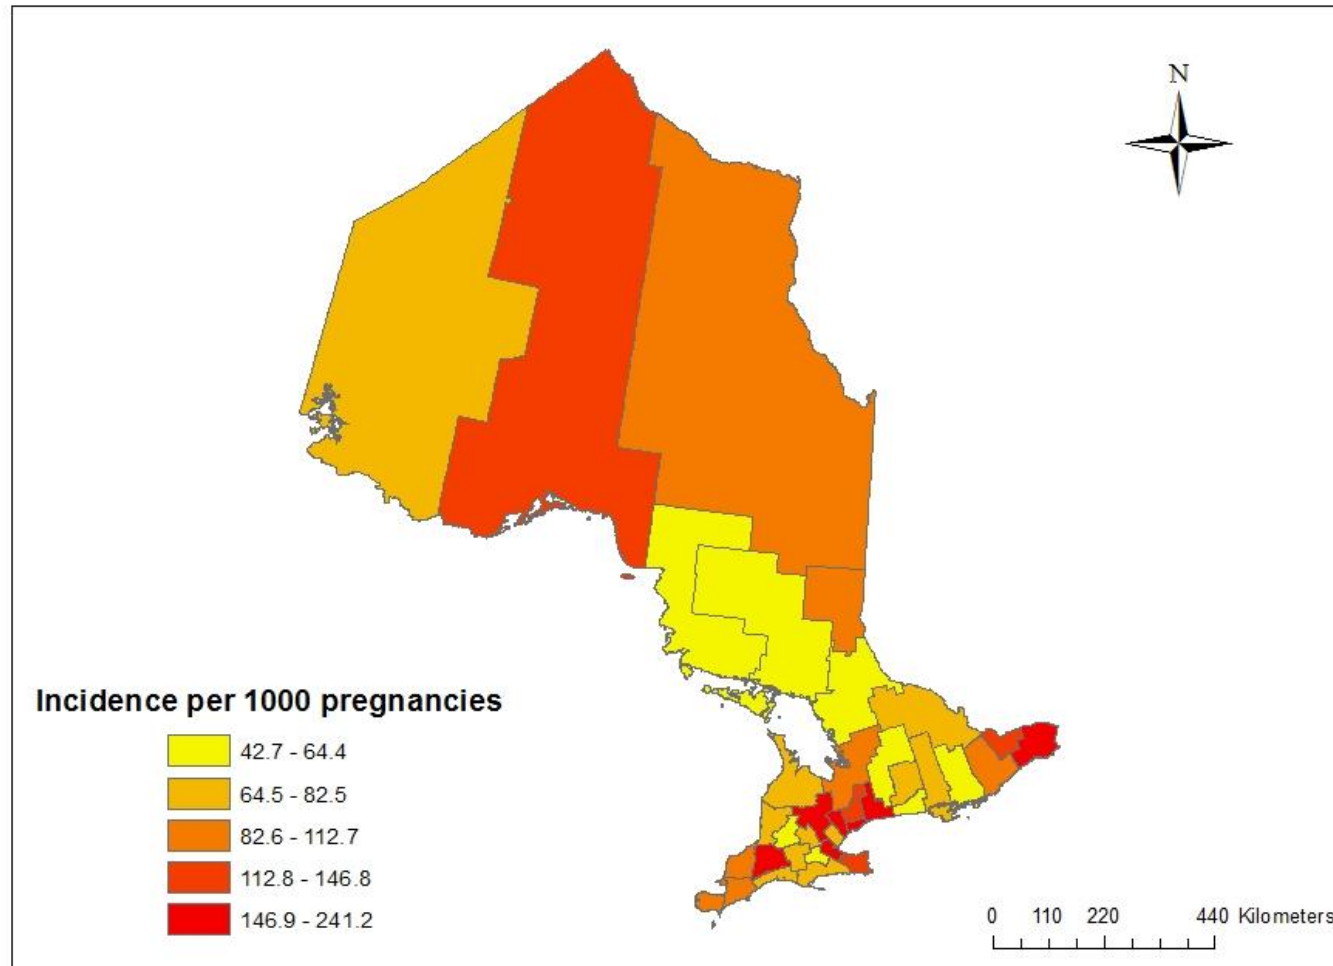 N
Incidence per 1000 pregnancies
42.7 - 64.4
64.5 - 82.5
82.6 - 112.7
112.8 - 146.8
146.9 - 241.2
0 110 220 440 Kilometers